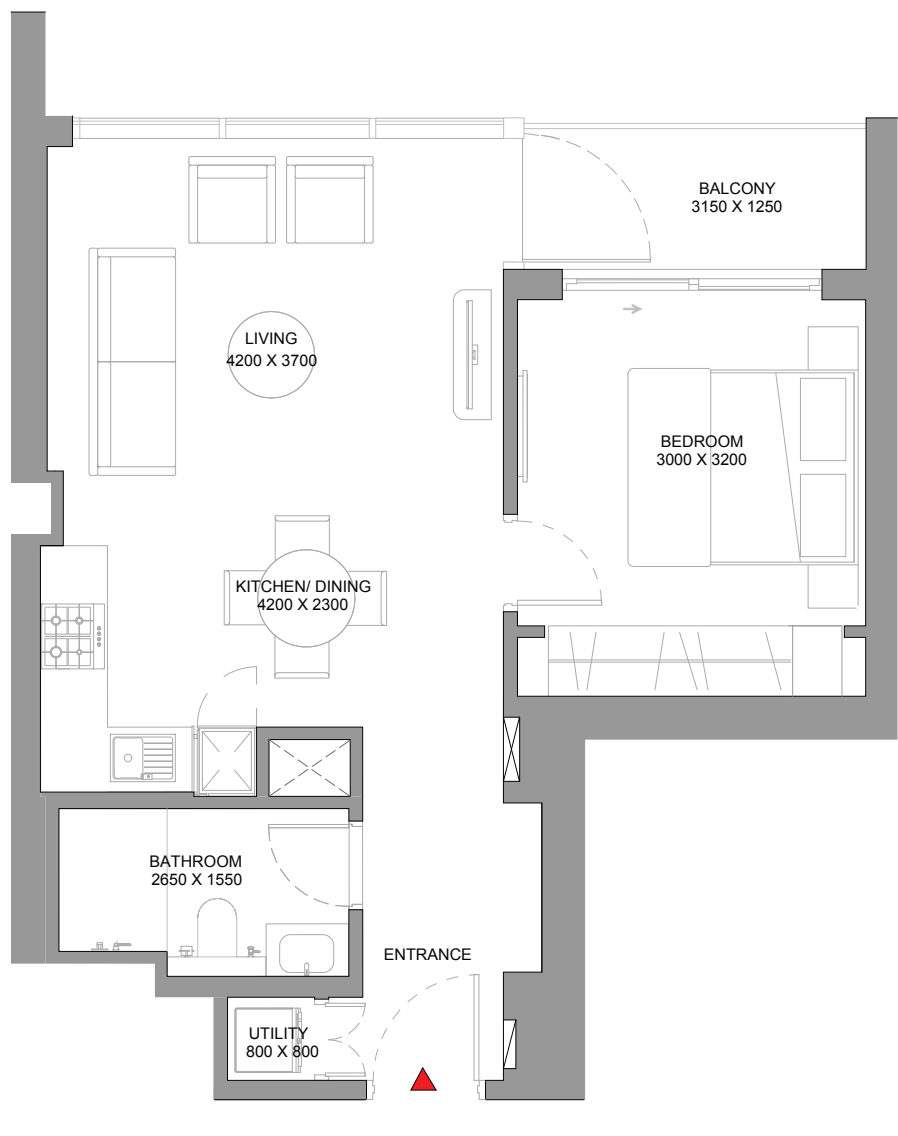 BALCONY
3150 X 1250
LIVING
4200 X 3700
BEDROOM
3000 X 3200
KITCHEN/ DINING
4200 X 2300
BATHROOM
2650 X 1550
ENTRANCE
UTILITY
800 X 800